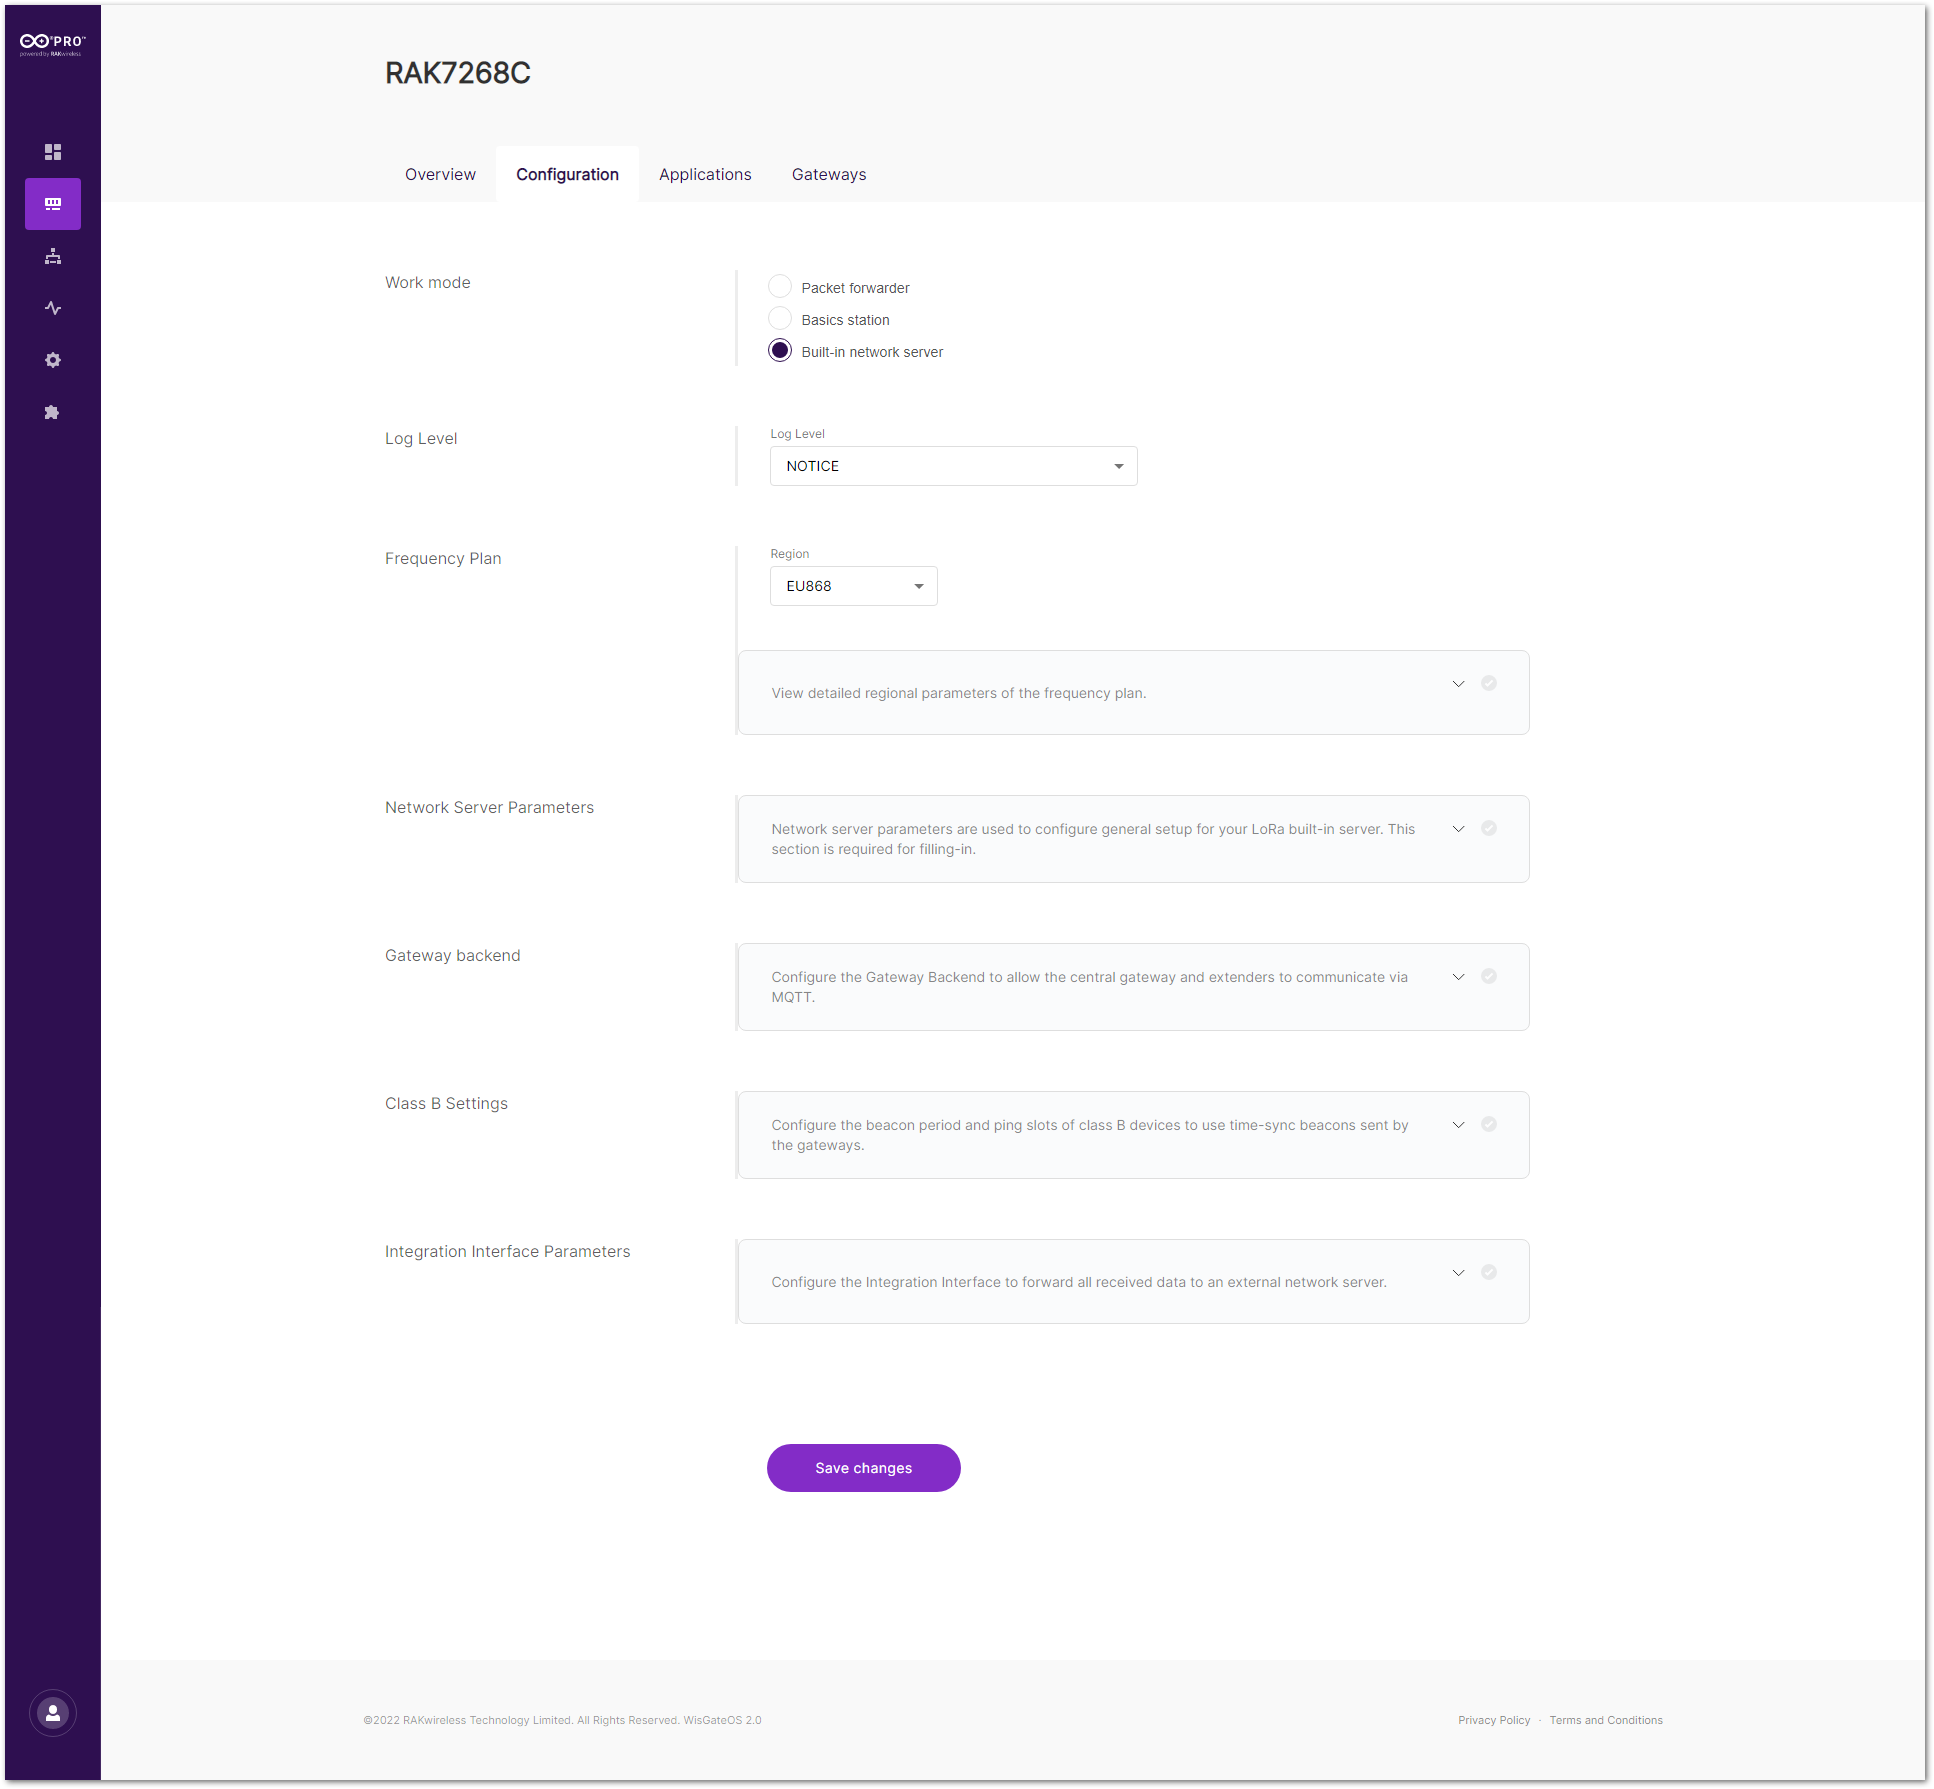 PRO™
powered by RAKwireless
RAK7268C
Overview
Configuration
Applications
Gateways
Work mode
Packet forwarder
Basics station
Built-in network server
Log Level
Log Level
NOTICE
Frequency Plan
Region
EU868
View detailed regional parameters of the frequency plan.
Network Server Parameters
Network server parameters are used to configure general setup for your LoRa built-in server. This
section is required for filling-in.
Gateway backend
Configure the Gateway Backend to allow the central gateway and extenders to communicate via
MQTT.
Class B Settings
Configure the beacon period and ping slots of class B devices to use time-sync beacons sent by
the gateways.
Integration Interface Parameters
Configure the Integration Interface to forward all received data to an external network server.
Save changes
©2022 RAKwireless Technology Limited. All Rights Reserved. WisGateOS 2.0
Privacy Policy · Terms and Conditions